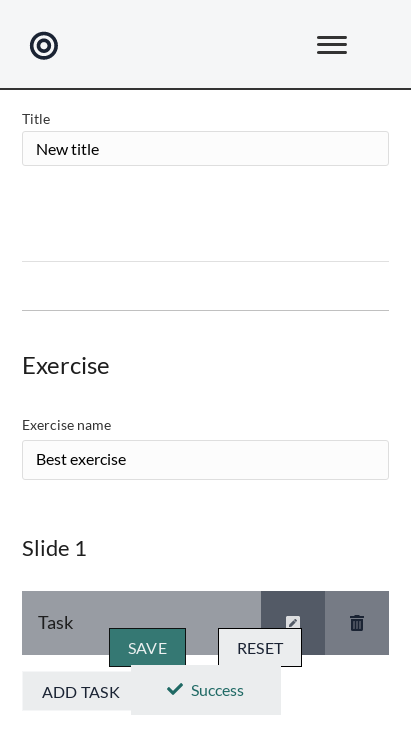 Title
New title
Exercise
Exercise name
Best exercise
Slide 1
Task
SAVE
RESET
ADD TASK
Success